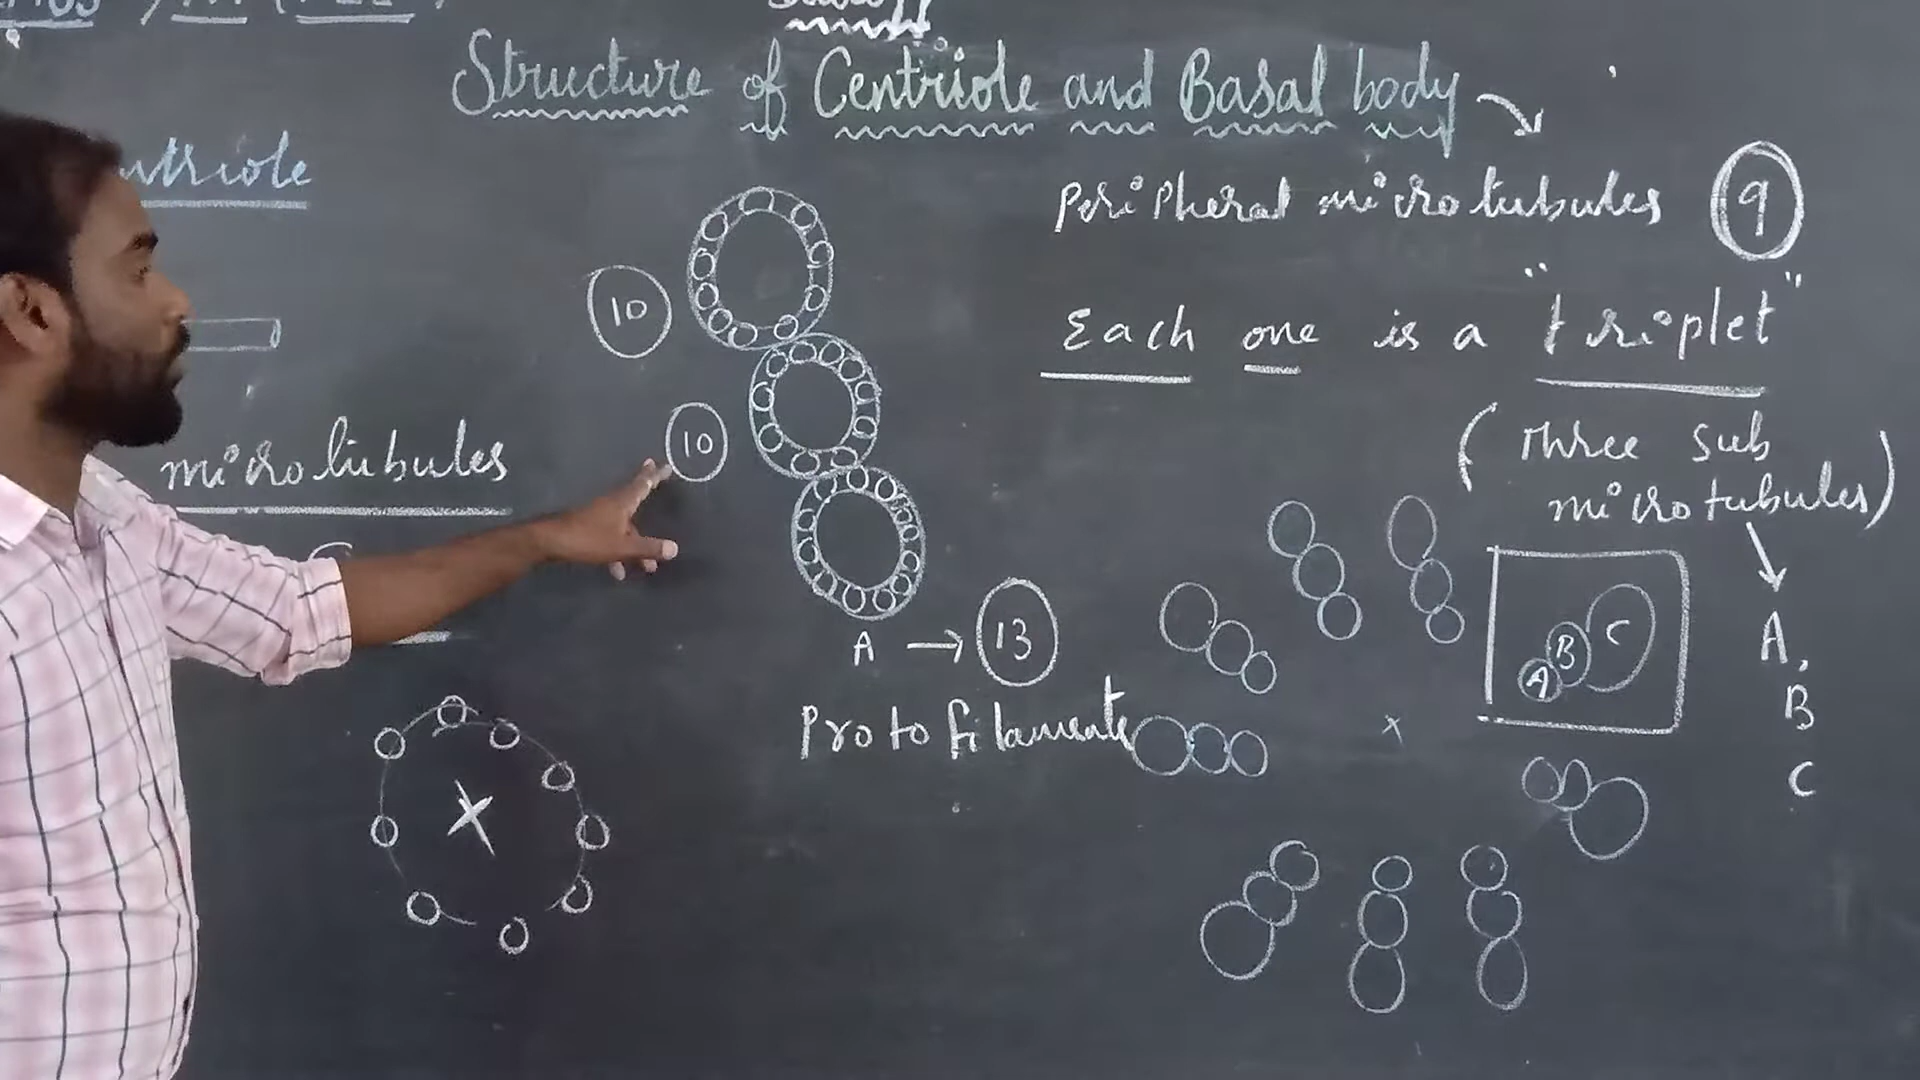 Structure of Centriole and Basal body
Peripheral microtubules 9
Each one is a "triplet"
(Three sub
microtubules)
A,
B
C
A B C
10
10
A → 13
Protofilaments
microtubules
x